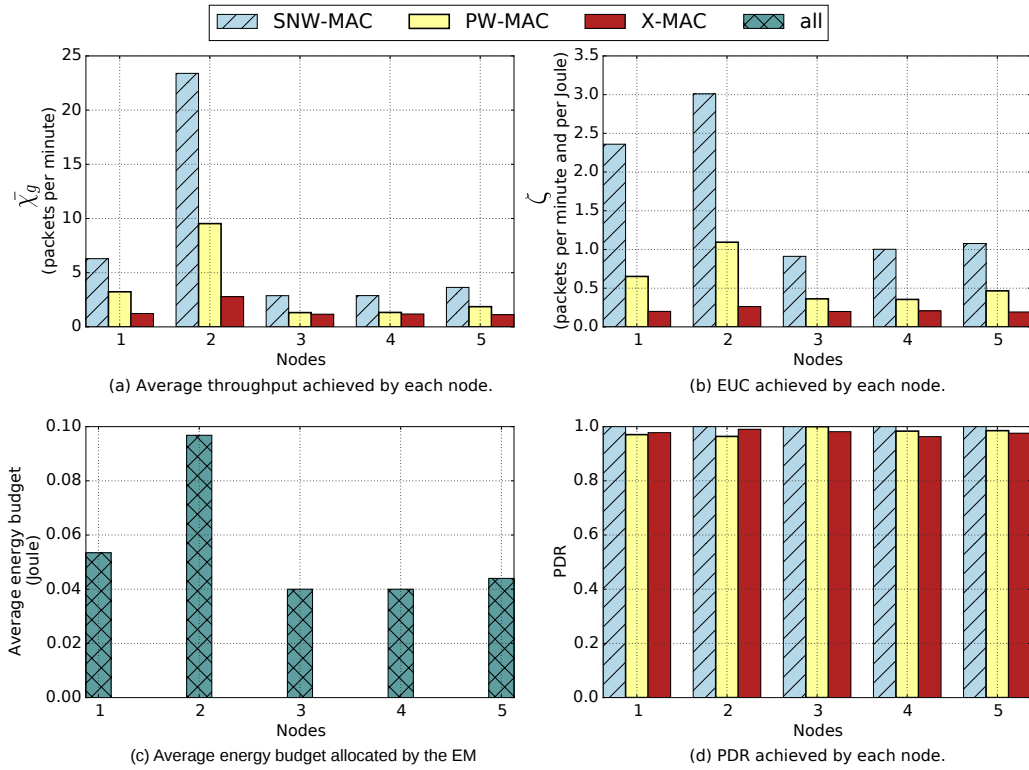 SNW-MAC PW-MAC X-MAC all
25
20
15
10
5
0
χ̄g
(packets per minute)
1 2 3 4 5
Nodes
(a) Average throughput achieved by each node.
3.5
3.0
2.5
2.0
1.5
1.0
0.5
0.0
ζ
(packets per minute and per Joule)
1 2 3 4 5
Nodes
(b) EUC achieved by each node.
0.10
0.08
0.06
0.04
0.02
0.00
Average energy budget
(Joule)
1 2 3 4 5
Nodes
(c) Average energy budget allocated by the EM
1.0
0.8
0.6
0.4
0.2
0.0
PDR
1 2 3 4 5
Nodes
(d) PDR achieved by each node.